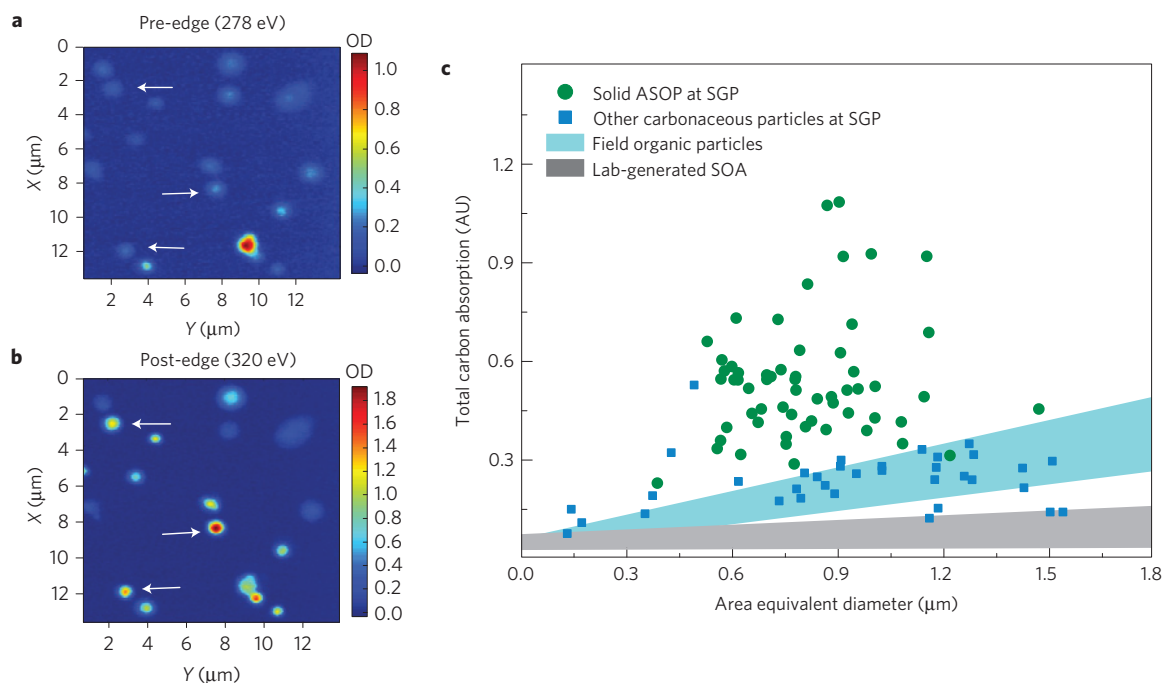 a
Pre-edge (278 eV)
OD
0
2
4
6
8
10
12
X (μm)
1.0
0.8
0.6
0.4
0.2
0.0
2 4 6 8 10 12
Y (μm)
b
Post-edge (320 eV)
OD
0
2
4
6
8
10
12
X (μm)
1.8
1.6
1.4
1.2
1.0
0.8
0.6
0.4
0.2
0.0
2 4 6 8 10 12
Y (μm)
c
Solid ASOP at SGP
Other carbonaceous particles at SGP
Field organic particles
Lab-generated SOA
Total carbon absorption (AU)
1.2
0.9
0.6
0.3
0.0 0.3 0.6 0.9 1.2 1.5 1.8
Area equivalent diameter (μm)